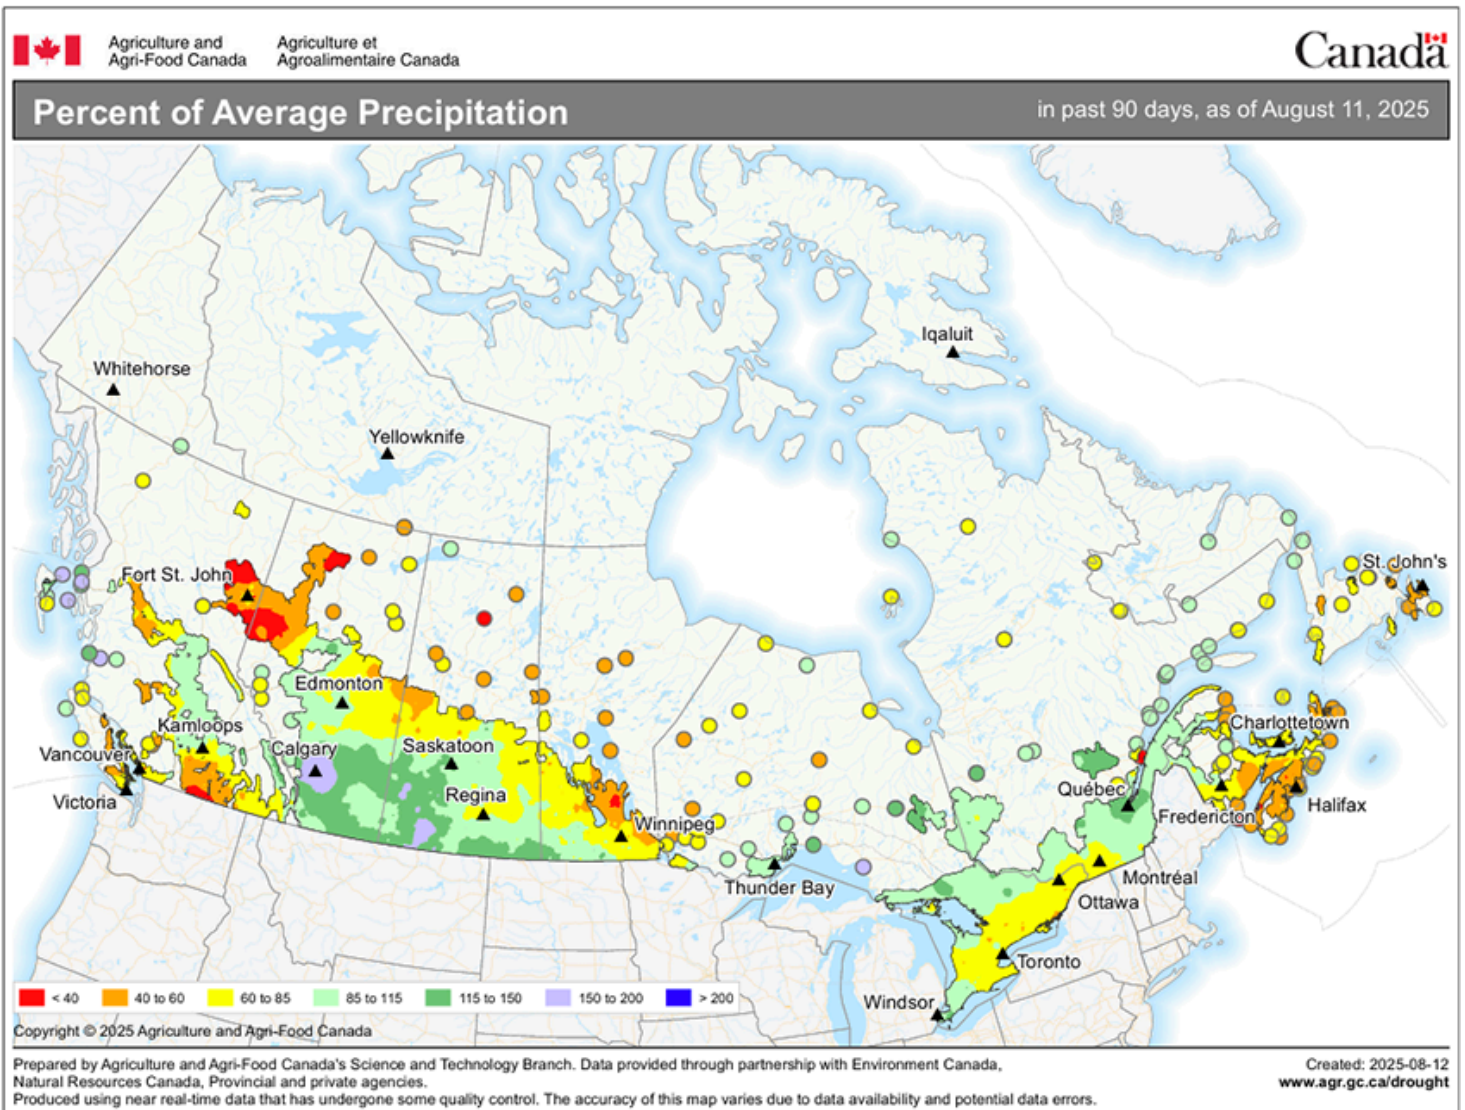 Agriculture and Agriculture et
Agri-Food Canada Agroalimentaire Canada
Canada
Percent of Average Precipitation
in past 90 days, as of August 11, 2025
Iqaluit
Whitehorse
Yellowknife
St. John's
Fort St. John
Edmonton
Charlottetown
Kamloops
Calgary
Saskatoon
Vancouver
Regina
Québec
Victoria
Winnipeg
Fredericton
Halifax
Thunder Bay
Montréal
Ottawa
Toronto
Windsor
< 40 40 to 60 60 to 85 85 to 115 115 to 150 150 to 200 > 200
Copyright © 2025 Agriculture and Agri-Food Canada
Prepared by Agriculture and Agri-Food Canada's Science and Technology Branch. Data provided through partnership with Environment Canada,
Natural Resources Canada, Provincial and private agencies.
Produced using near real-time data that has undergone some quality control. The accuracy of this map varies due to data availability and potential data errors.
Created: 2025-08-12
www.agr.gc.ca/drought